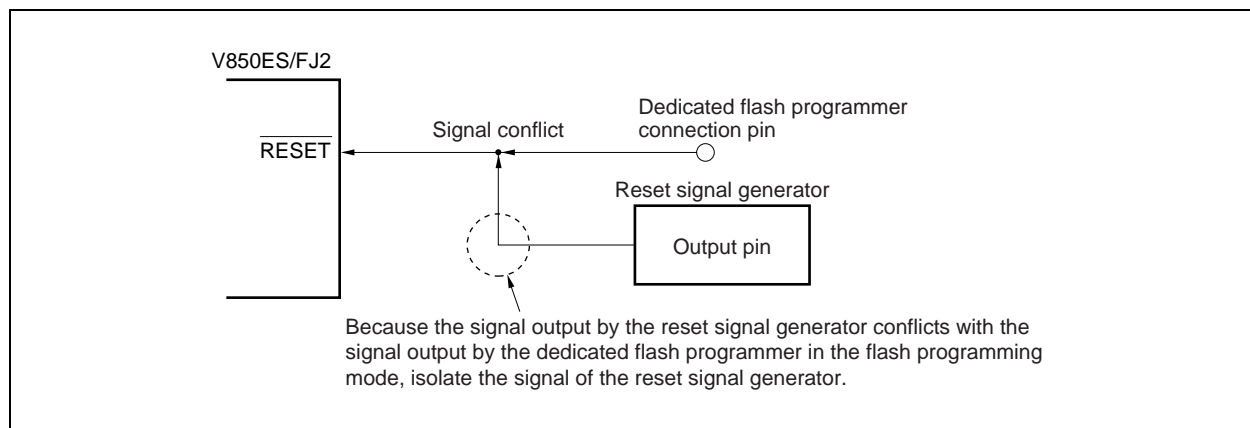 V850ES/FJ2
Dedicated flash programmer
connection pin
Signal conflict
RESET
Reset signal generator
Output pin
Because the signal output by the reset signal generator conflicts with the
signal output by the dedicated flash programmer in the flash programming
mode, isolate the signal of the reset signal generator.